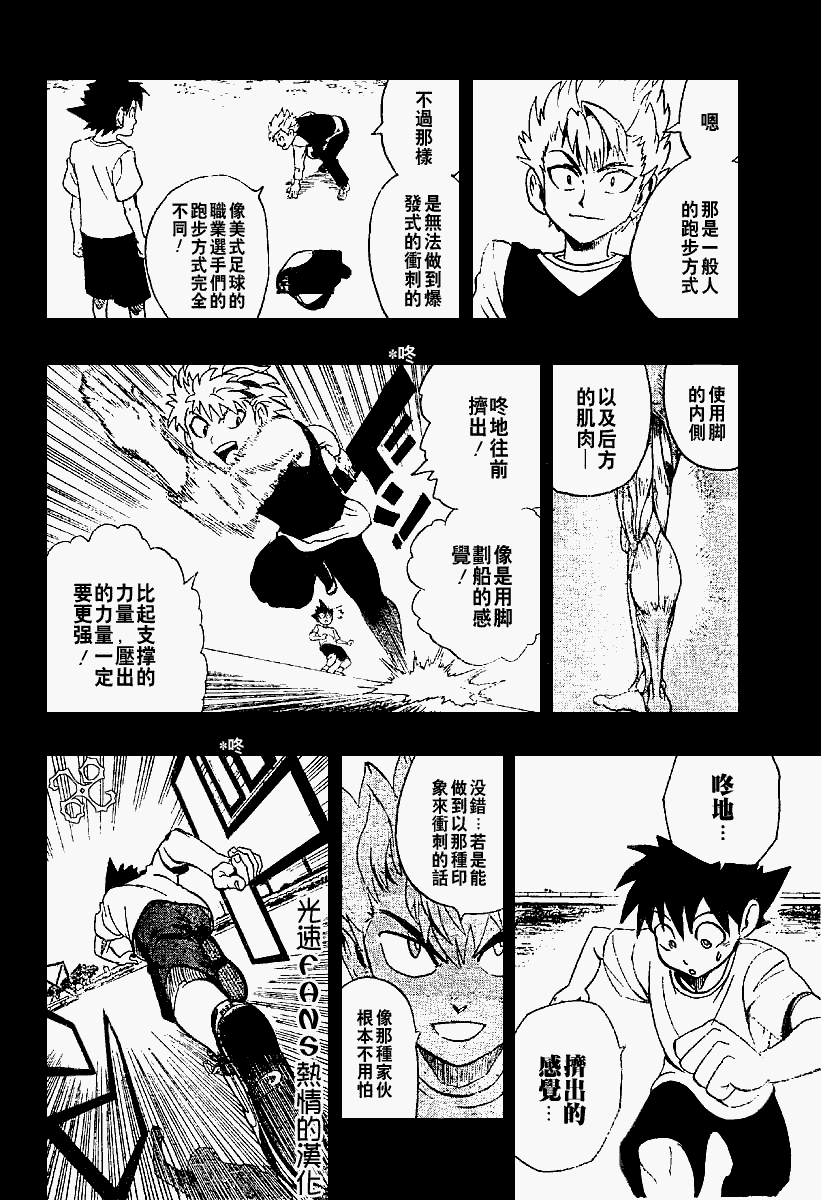 嗯
那是一般人
的跑步方式
不過那樣
是無法做到爆
發式的衝刺的
像美式足球的
職業選手們的
跑步方式完全
不同！
使用脚
的内側
以及后方
的肌肉—
*咚
咚地往前
擠出！
像是用脚
劃船的感
覺！
比起支撑的
力量，壓出
的力量一定
要更强！
咚地…
擠出的
感覺…
没錯…若是能
做到以那種印
象來衝刺的話
像那種家伙
根本不用怕
*咚
光速FANS熱情的漢化